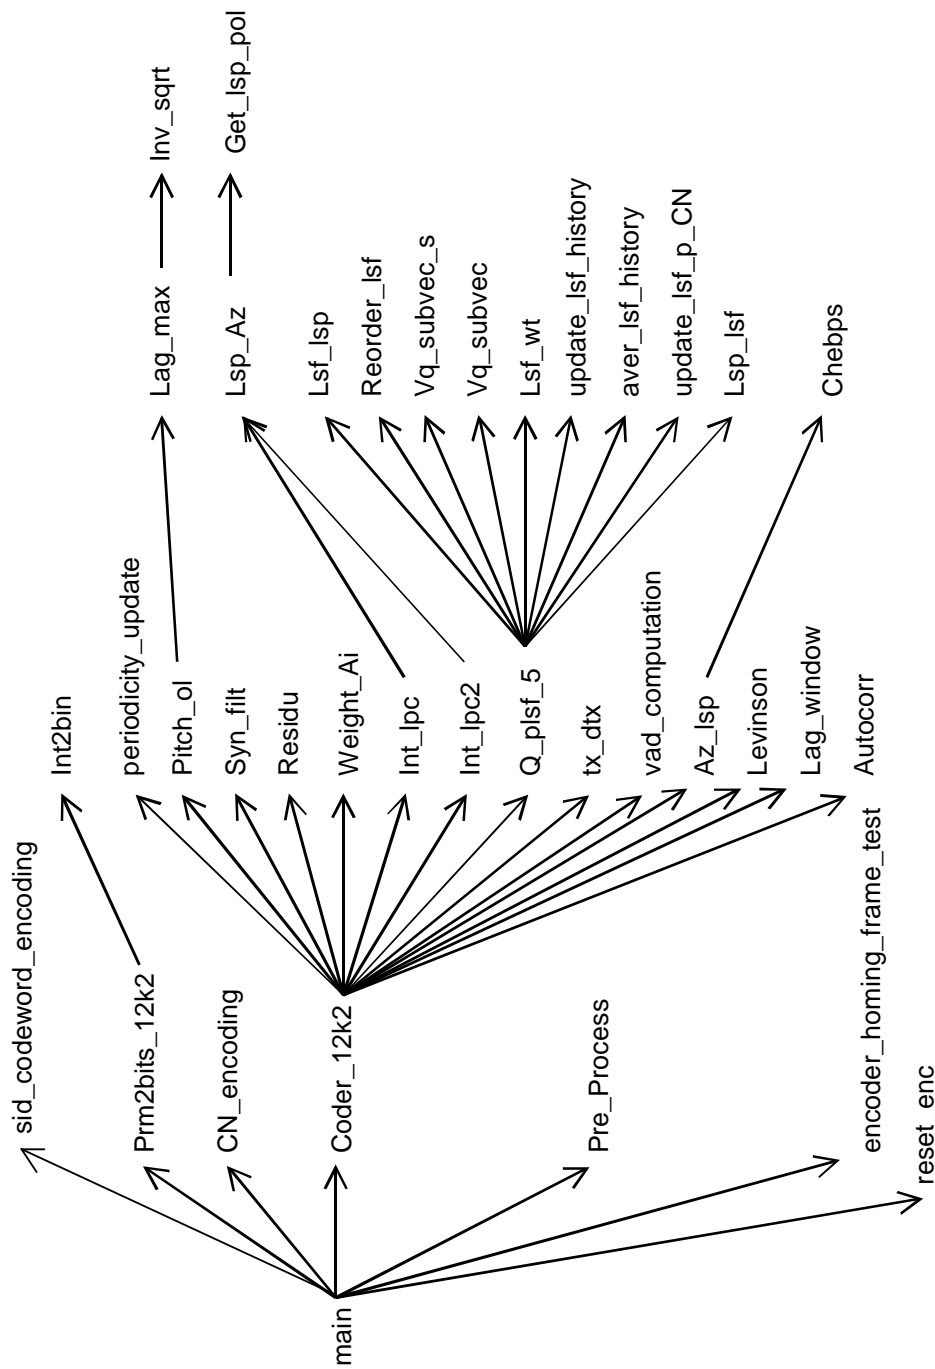 main
sid_codeword_encoding
Prm2bits_12k2
CN_encoding
Coder_12k2
Pre_Process
encoder_homing_frame_test
reset_enc
Int2bin
periodicity_update
Pitch_ol
Syn_filt
Residu
Weight_Ai
Int_lpc
Int_lpc2
Q_plsf_5
tx_dtx
vad_computation
Az_lsp
Levinson
Lag_window
Autocorr
Lag_max
Lsp_Az
Lsf_lsp
Reorder_lsf
Vq_subvec_s
Vq_subvec
Lsf_wt
update_lsf_history
aver_lsf_history
update_lsf_p_CN
Lsp_lsf
Chebps
Inv_sqrt
Get_lsp_pol